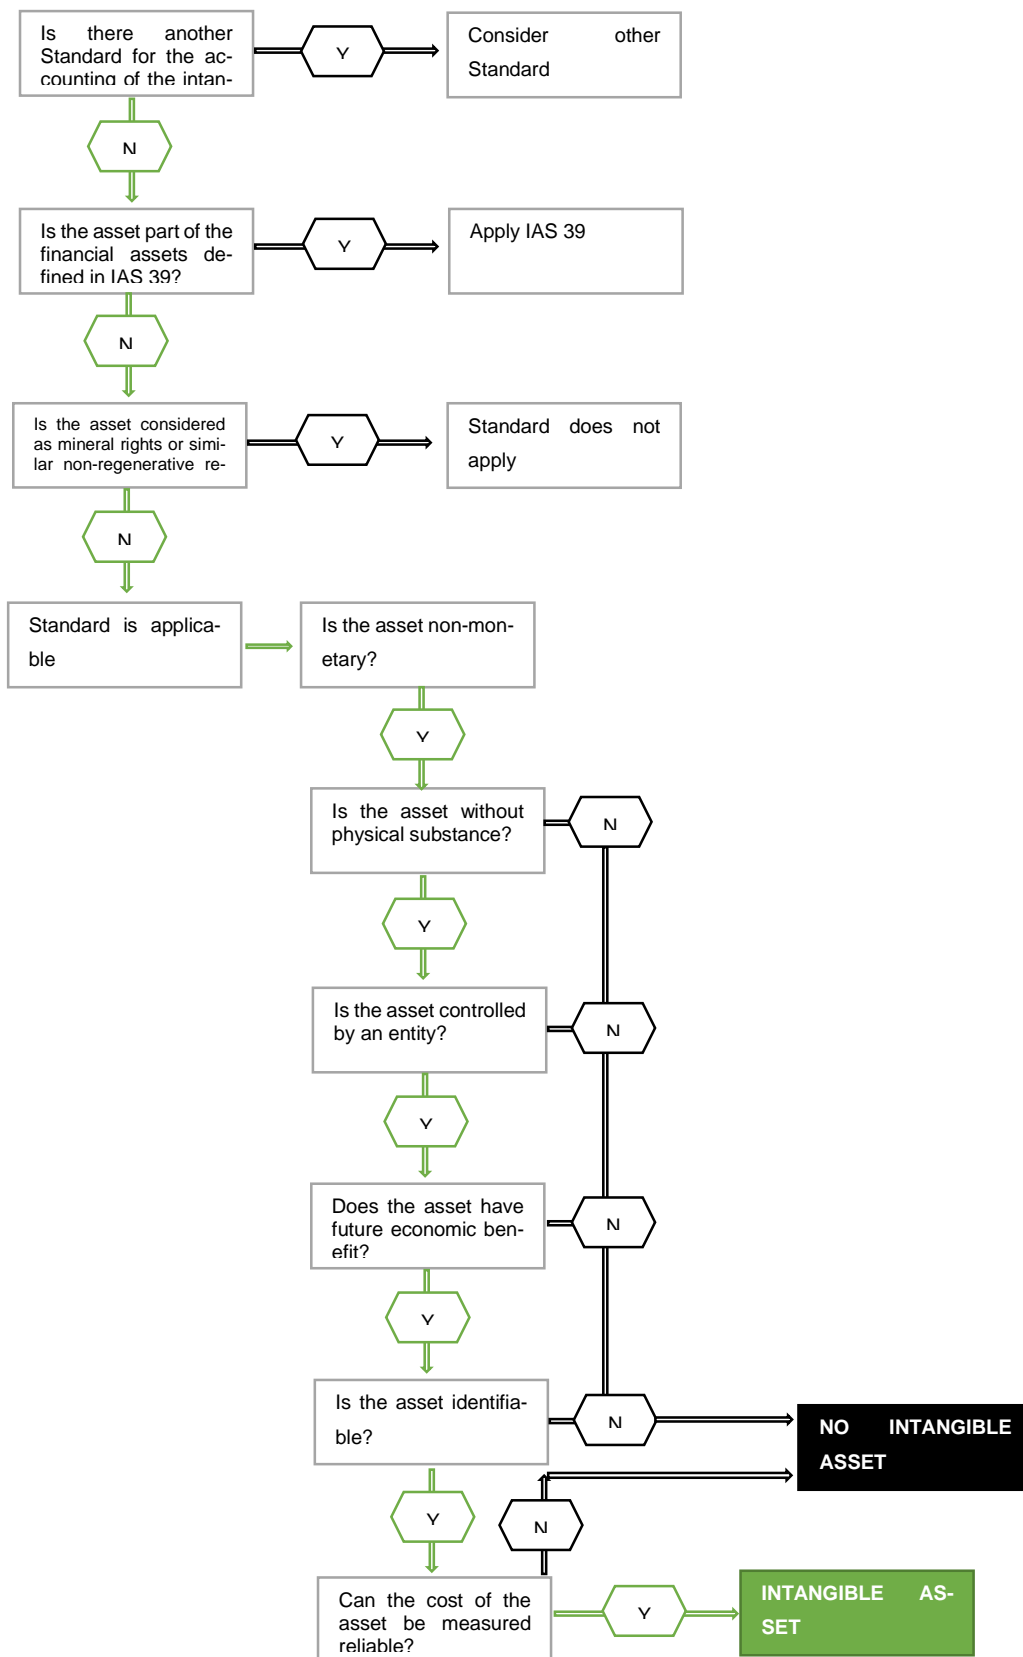 Is there another
Standard for the ac-
counting of the intan-
Y
Consider other
Standard
N
Is the asset part of the
financial assets de-
fined in IAS 39?
Y
Apply IAS 39
N
Is the asset considered
as mineral rights or simi-
lar non-regenerative re-
Y
Standard does not
apply
N
Standard is applica-
ble
Is the asset non-mon-
etary?
Y
Is the asset without
physical substance?
N
Y
Is the asset controlled
by an entity?
N
Y
Does the asset have
future economic ben-
efit?
N
Y
Is the asset identifia-
ble?
N
NO INTANGIBLE
ASSET
Y
N
Can the cost of the
asset be measured
reliable?
Y
INTANGIBLE AS-
SET